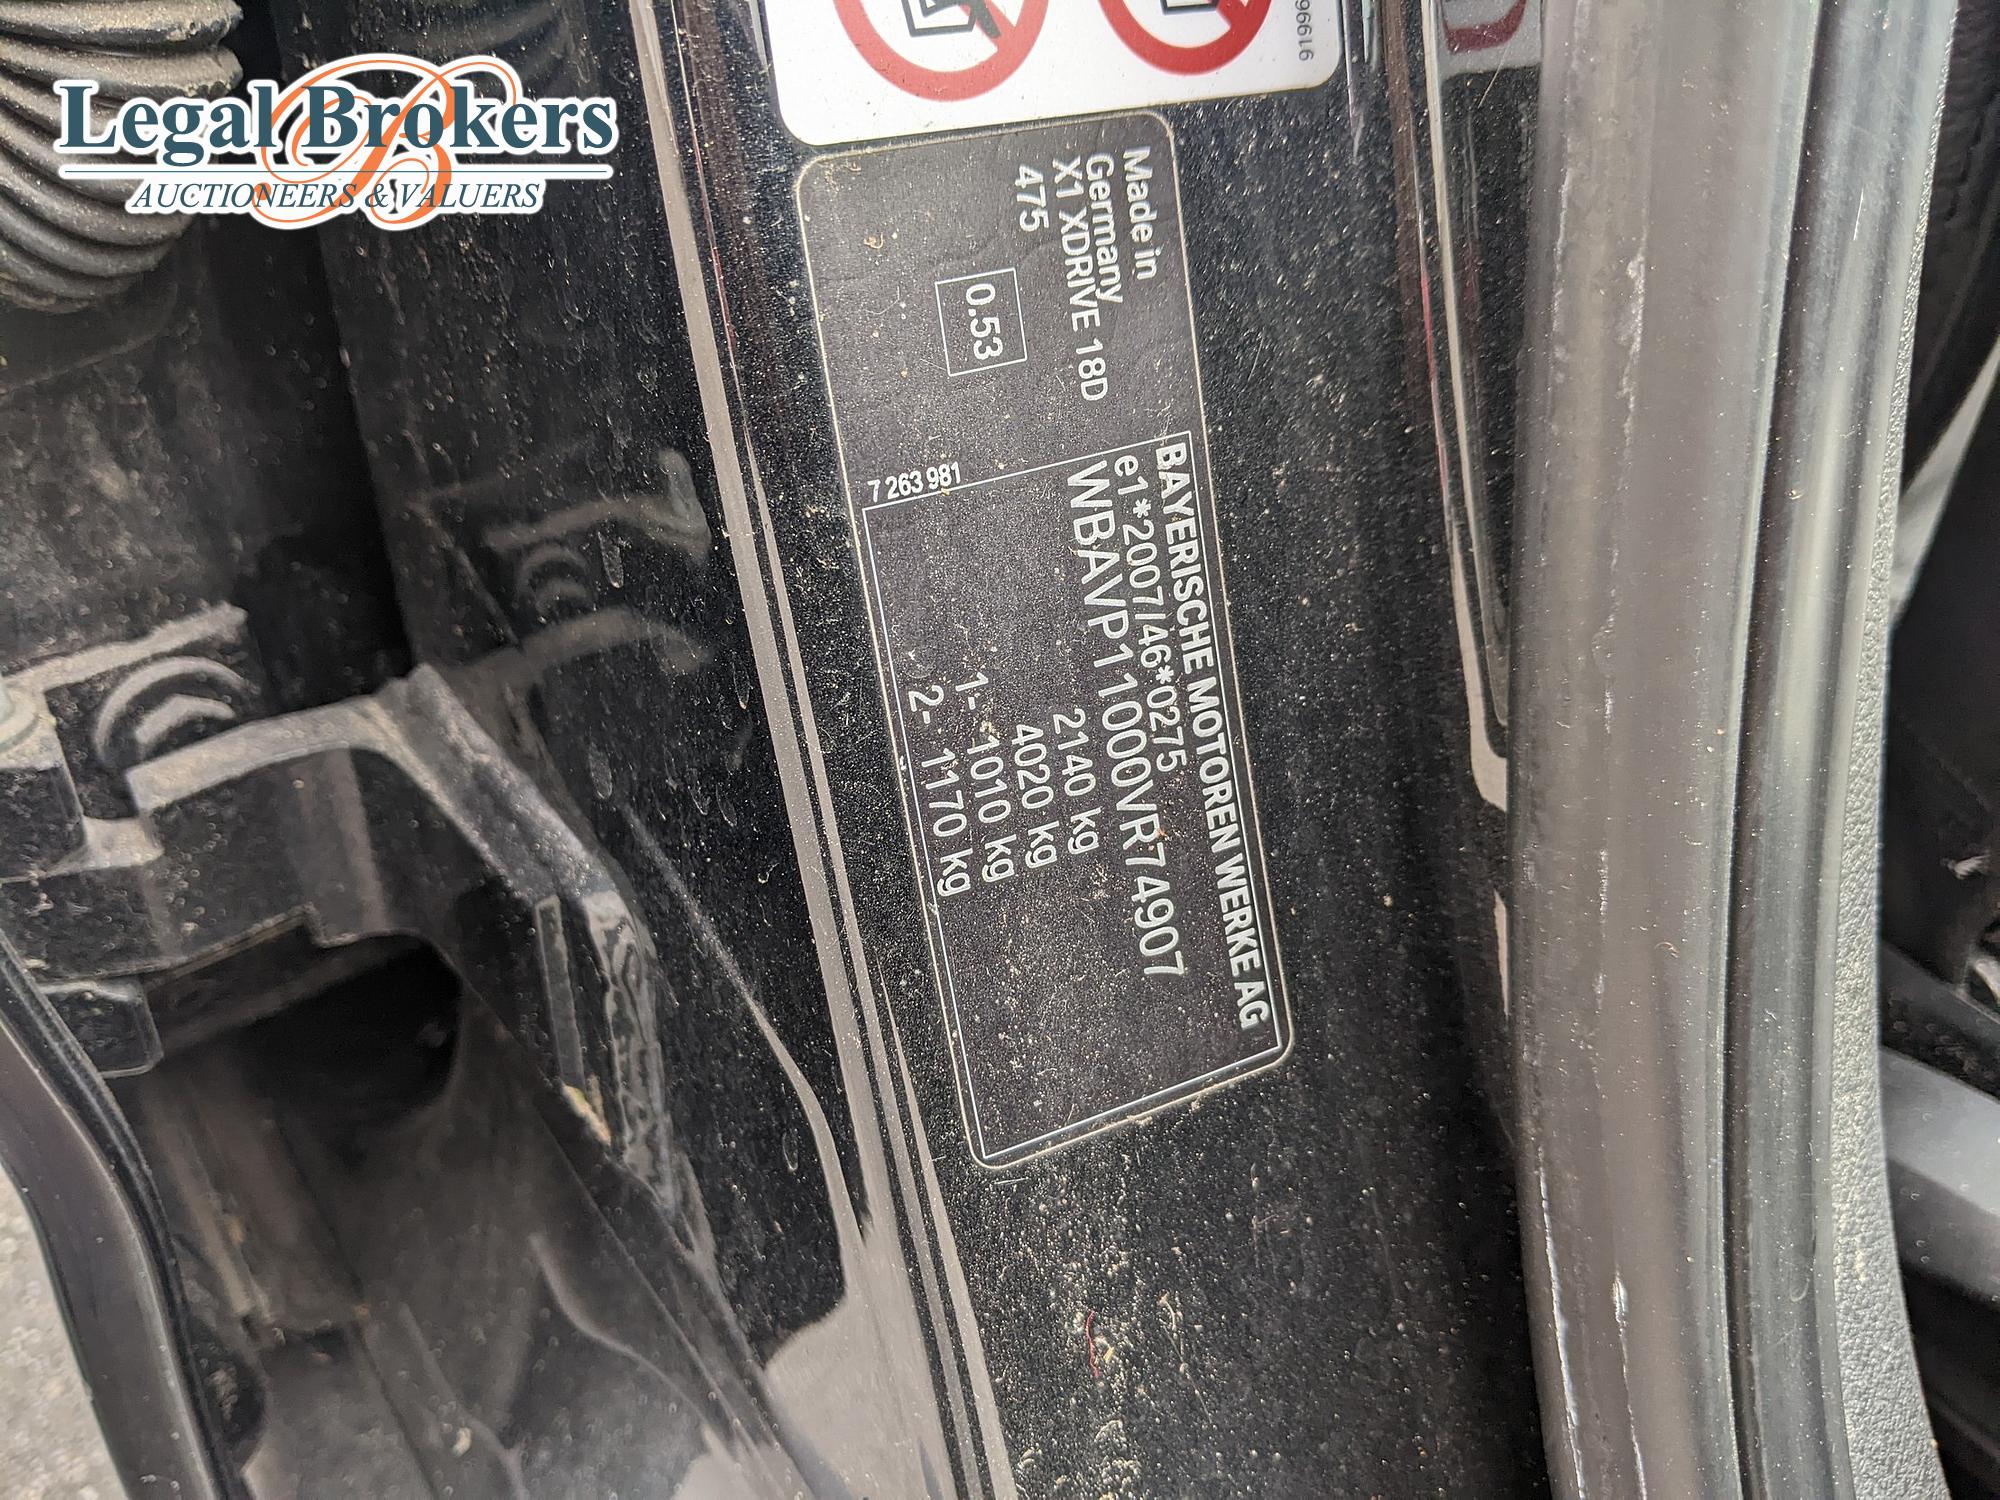 Legal Brokers
AUCTIONEERS & VALUERS
Made in
Germany
X1 XDRIVE 18D
475
0.53
7 263 981
BAYERISCHE MOTOREN WERKE AG
e1*2007/46*0275
WBAVP11000VR74907
2140 kg
4020 kg
1- 1010 kg
2- 1170 kg